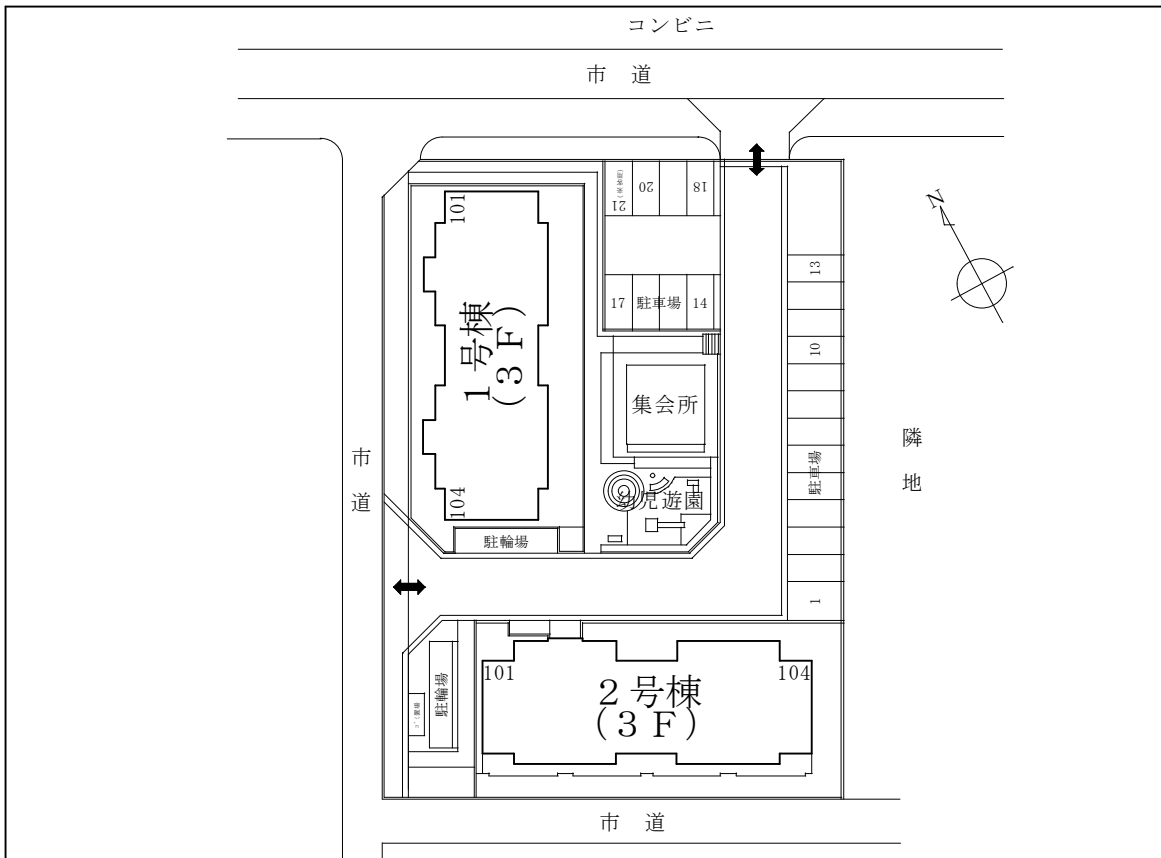 コンビニ
市 道
N
101
20
18
21
13
17
駐車場
14
10
1号棟
(3F)
集会所
隣地
市道
駐車場
幼児遊園
104
駐輪場
1
101
104
2号棟
(3F)
駐輪場
市 道